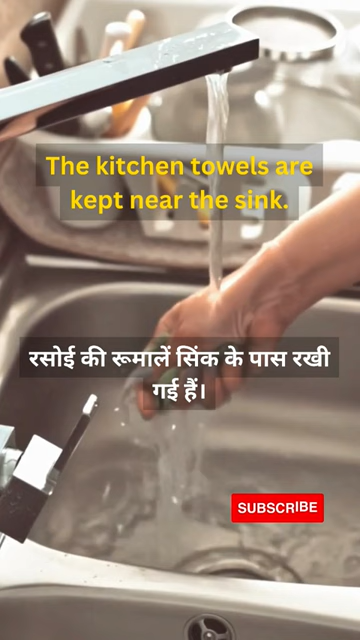 The kitchen towels are
kept near the sink.
रसोई की रूमालें सिंक के पास रखी
गई हैं।
SUBSCRIBE